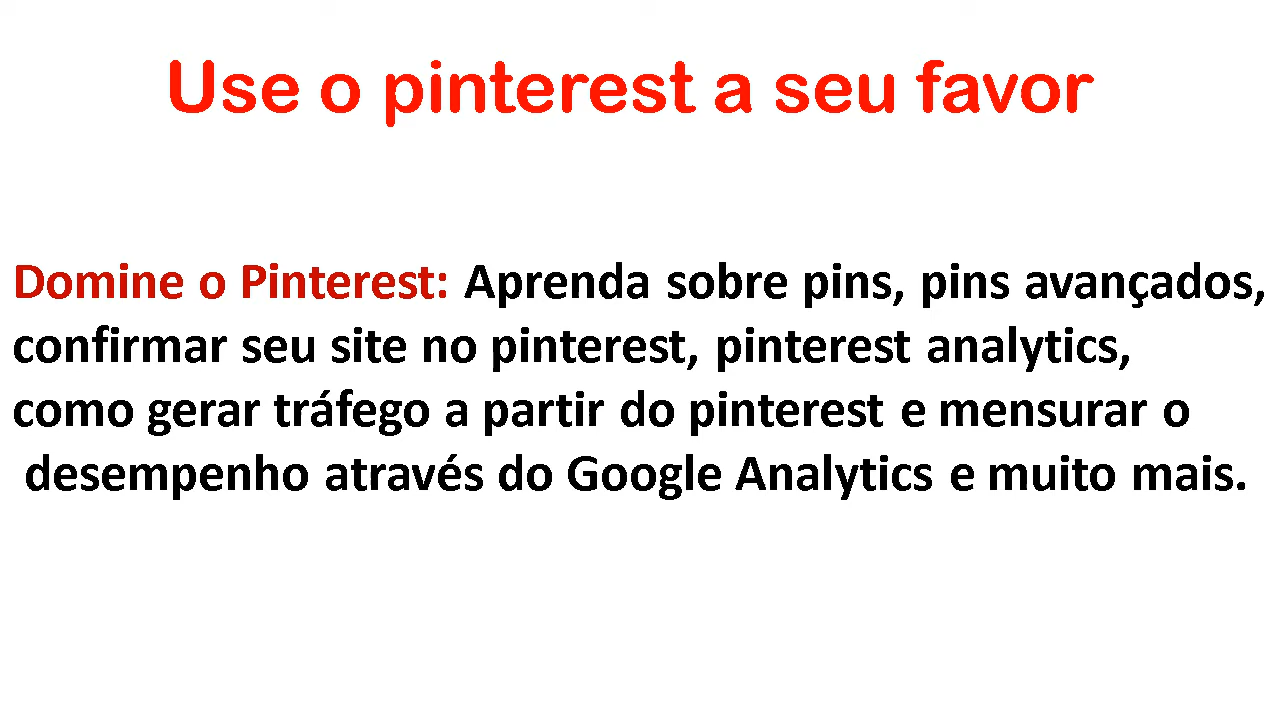 Use o pinterest a seu favor
Domine o Pinterest: Aprenda sobre pins, pins avançados,
confirmar seu site no pinterest, pinterest analytics,
como gerar tráfego a partir do pinterest e mensurar o
desempenho através do Google Analytics e muito mais.